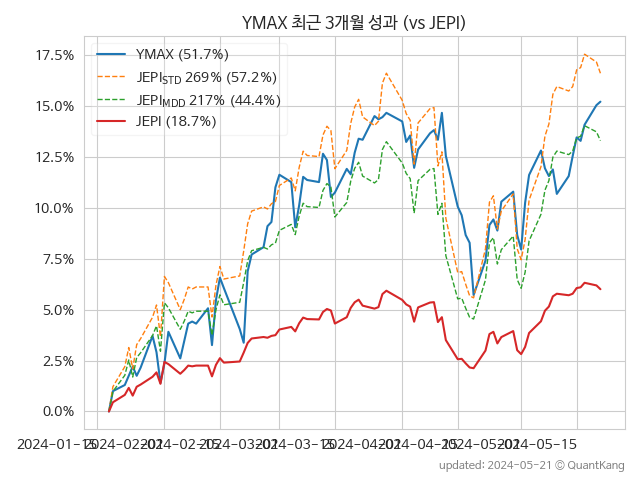 YMAX 최근 3개월 성과 (vs JEPI)
YMAX (51.7%)
JEPI_STD 269% (57.2%)
JEPI_MDD 217% (44.4%)
JEPI (18.7%)
17.5%
15.0%
12.5%
10.0%
7.5%
5.0%
2.5%
0.0%
2024-01-15 2024-02-01 2024-02-15 2024-03-01 2024-03-15 2024-04-01 2024-04-15 2024-05-01 2024-05-15
updated: 2024-05-21 © QuantKang